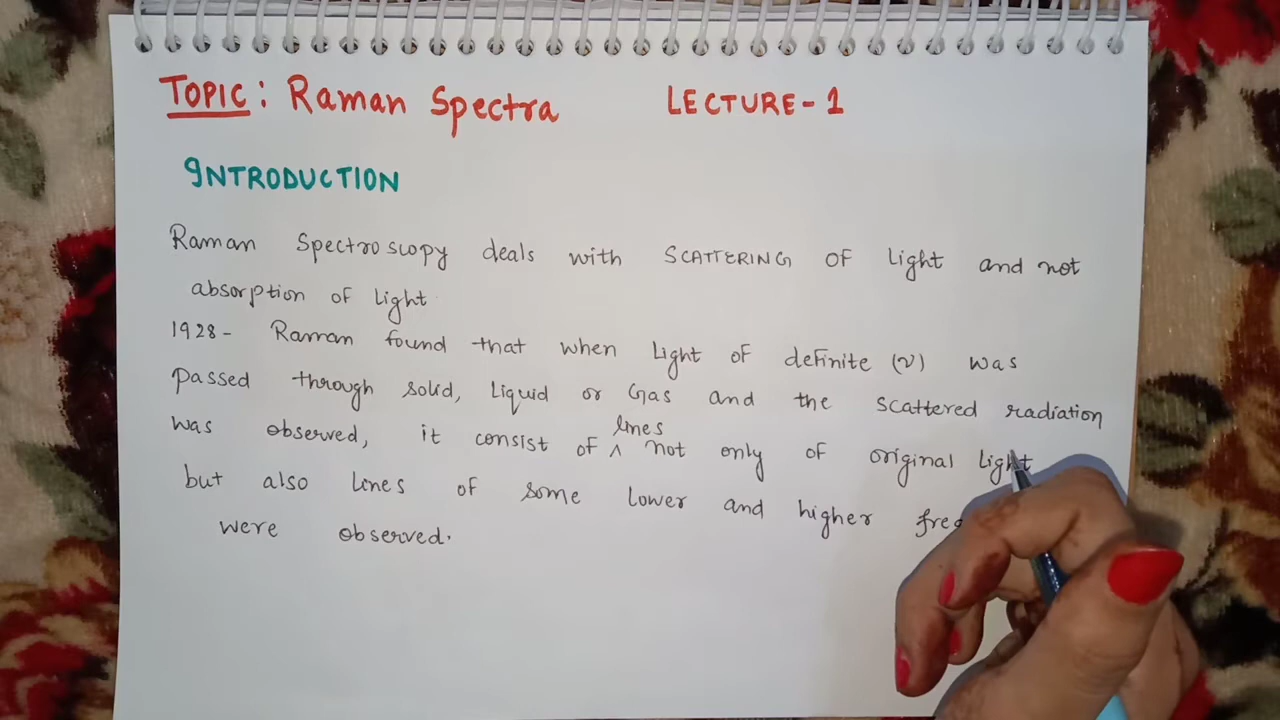 TOPIC: Raman Spectra LECTURE-1
INTRODUCTION
Raman Spectroscopy deals with SCATTERING OF Light and not
absorption of Light.
1928- Raman found that when Light of definite (ν) was
passed through solid, Liquid or Gas and the scattered radiation
was observed, it consist of ^ lines not only of original Light
but also Lines of some lower and higher
were observed.